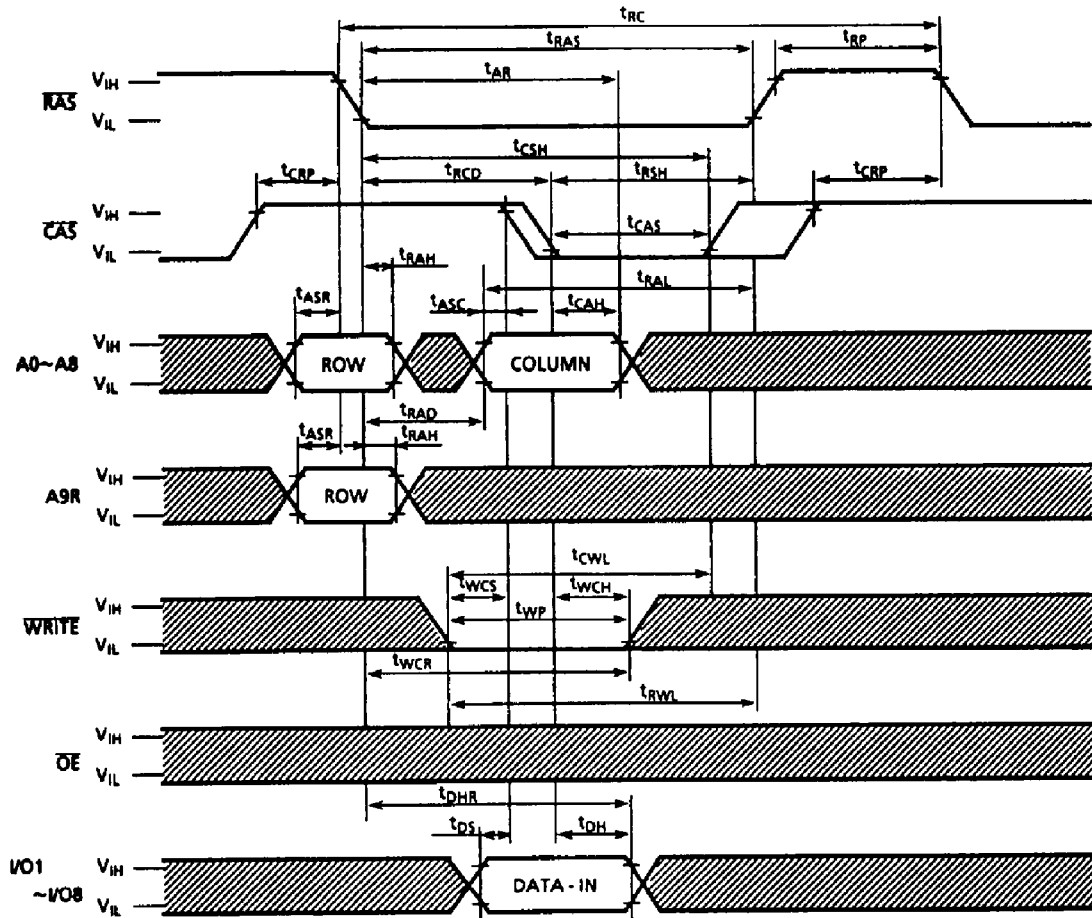 tRC
tRAS
tRP
tAR
VIH
RAS
VIL
tCSH
tCRP
tRCD
tRSH
tCRP
VIH
CAS
tCAS
VIL
tRAH
tRAL
tASR
tASC
tCAH
VIH
A0~A8
ROW
COLUMN
VIL
tRAD
tASR
tRAH
VIH
A9R
ROW
VIL
tCWL
tWCS
tWCH
VIH
WRITE
tWP
VIL
tWCR
tRWL
VIH
OE
VIL
tDHR
tDS
tDH
I/O1
VIH
~I/O8
DATA - IN
VIL